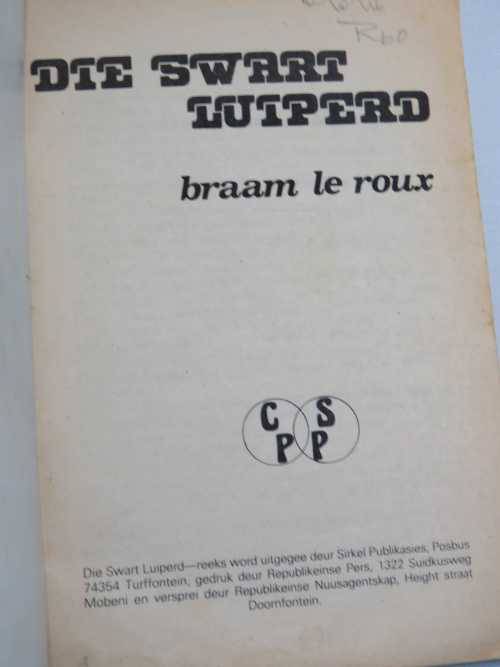 R60
DIE SWART
LUIPERD
braam le roux
C S
P P
Die Swart Luiperd—reeks word uitgegee deur Sirkel Publikasies, Posbus
74354 Turffontein, gedruk deur Republikeinse Pers, 1322 Suidkusweg
Mobeni en versprei deur Republikeinse Nuusagentskap, Height straat
Doornfontein.